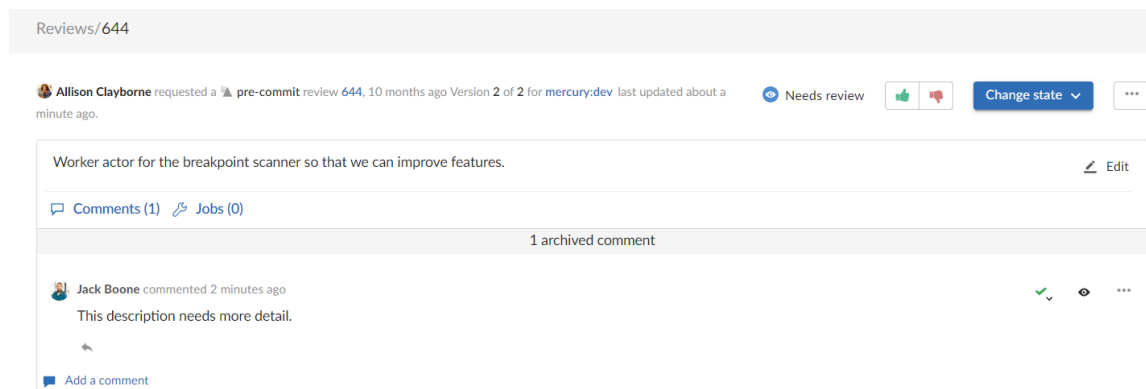 Reviews/644
Allison Clayborne requested a pre-commit review 644, 10 months ago Version 2 of 2 for mercury:dev last updated about a
minute ago.
Needs review
Change state
Worker actor for the breakpoint scanner so that we can improve features.
Edit
Comments (1) Jobs (0)
1 archived comment
Jack Boone commented 2 minutes ago
This description needs more detail.
Add a comment